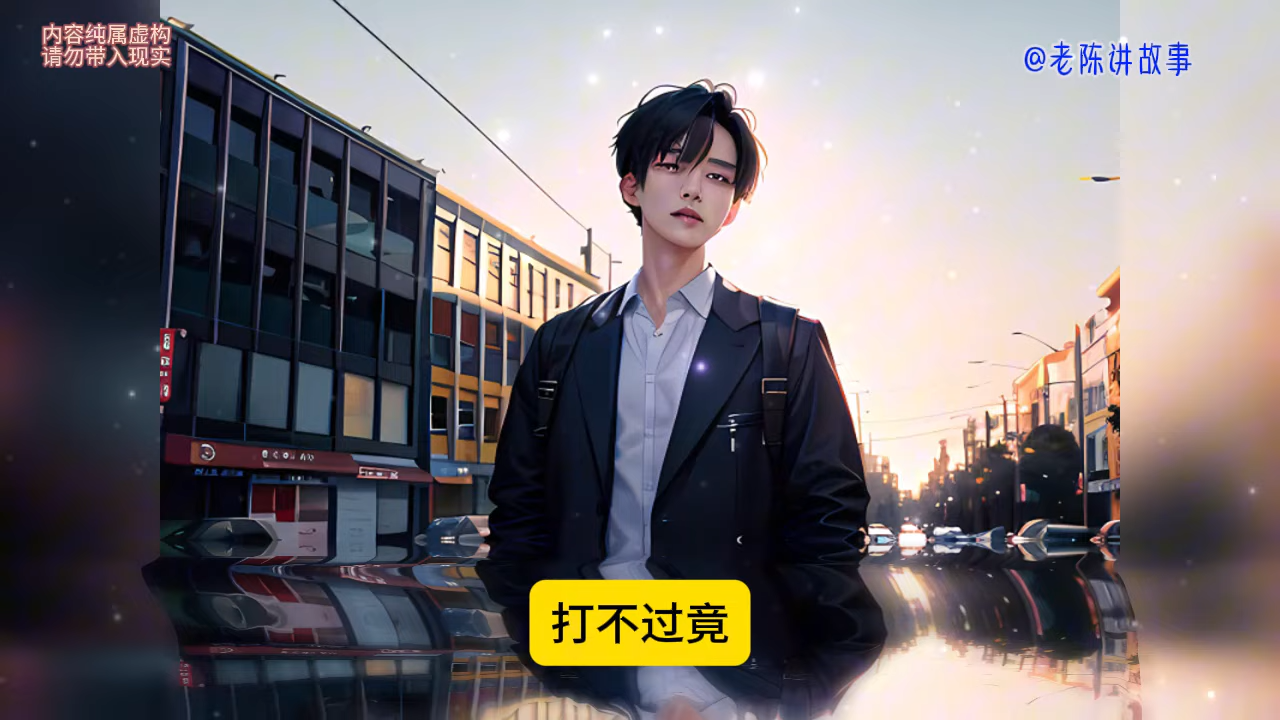 内容纯属虚构
请勿带入现实
@老陈讲故事
打不过竟